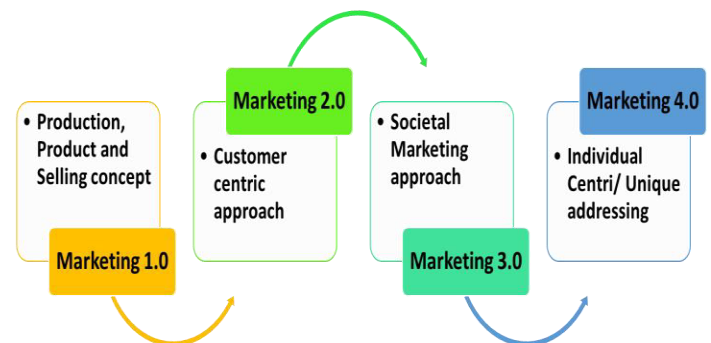 • Production,
Product and
Selling concept
Marketing 1.0
Marketing 2.0
• Customer
centric
approach
• Societal
Marketing
approach
Marketing 3.0
Marketing 4.0
• Individual
Centri/ Unique
addressing